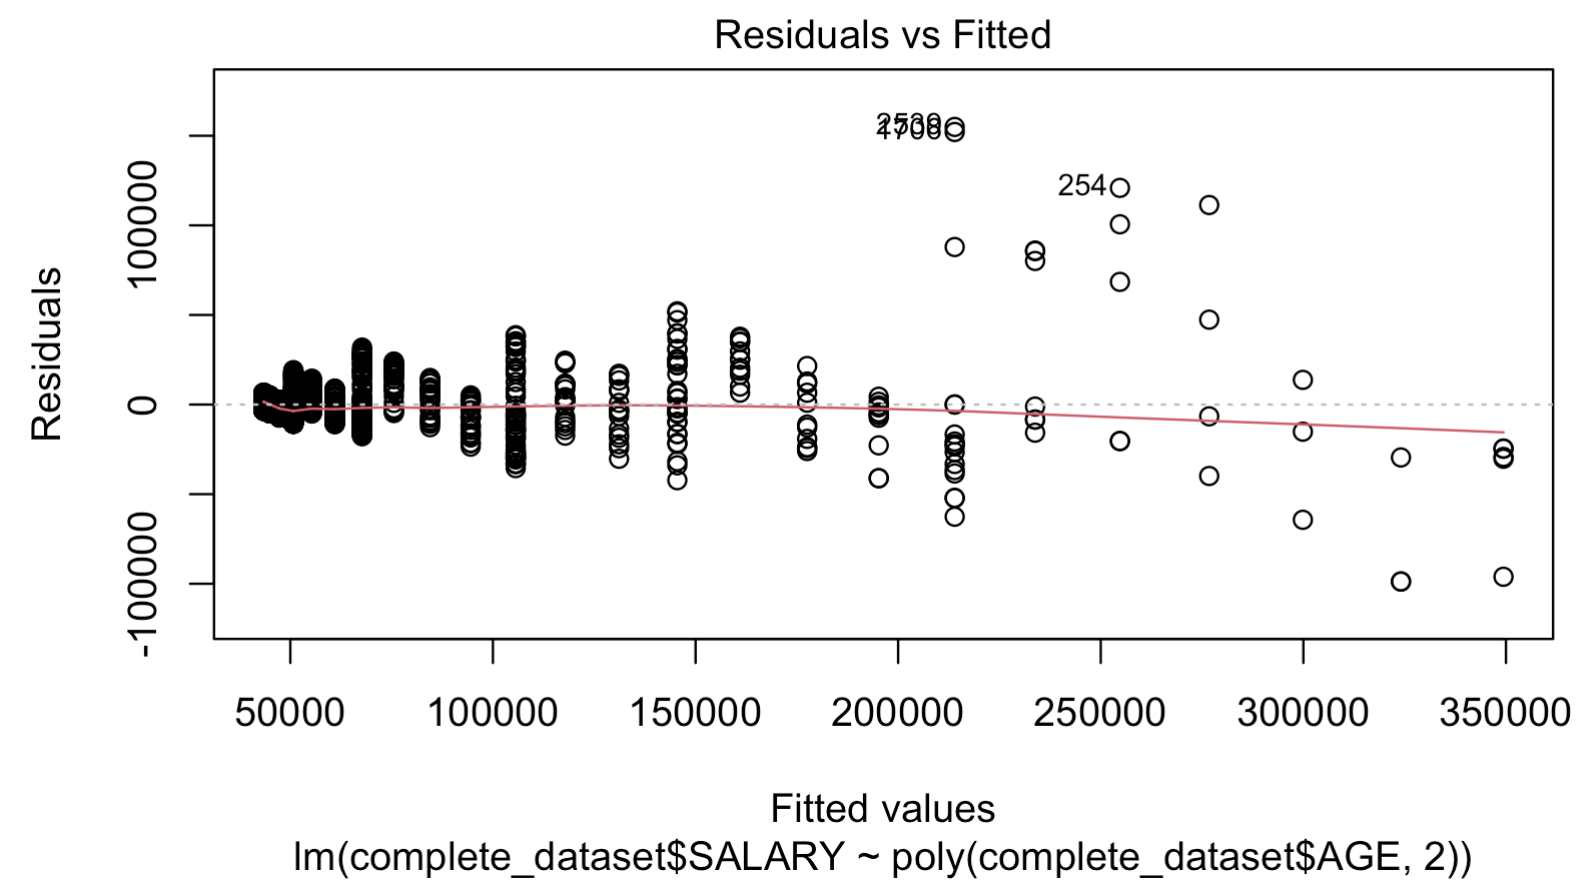 Residuals vs Fitted
Residuals
100000
0
-100000
254
50000 100000 150000 200000 250000 300000 350000
Fitted values
lm(complete_dataset$SALARY ~ poly(complete_dataset$AGE, 2))